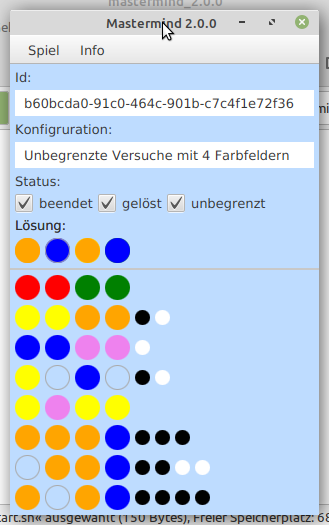 mastermind_2.0.0
Mastermind 2.0.0
Spiel Info
Id:
b60bcda0-91c0-464c-901b-c7c4f1e72f36
Konfiguration:
Unbegrenzte Versuche mit 4 Farbfeldern
Status:
beendet gelöst unbegrenzt
Lösung:
tart.sh« ausgewählt (150 Bytes), Freier Speicherplatz: 68